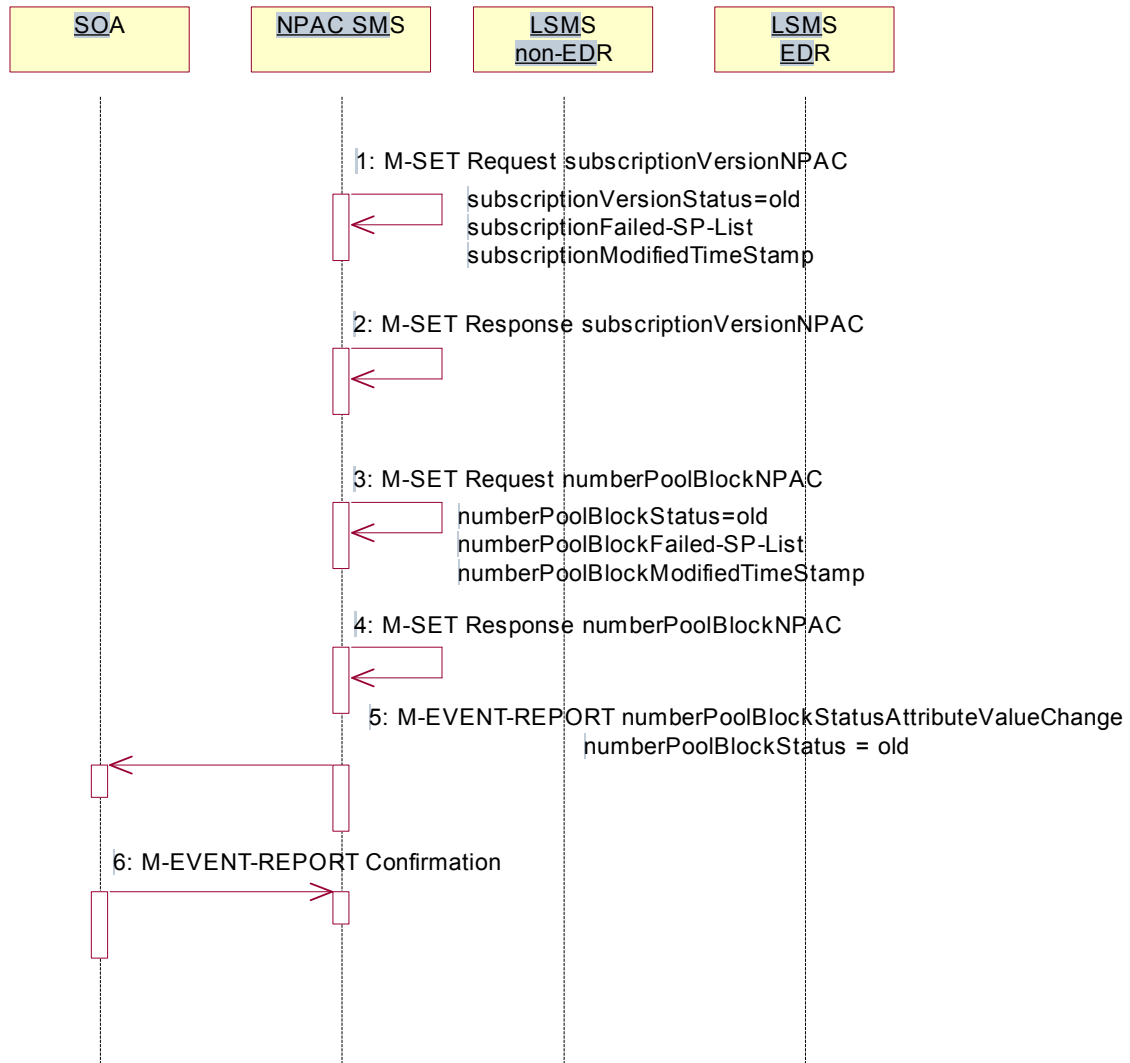 SOA
NPAC SMS
LSMS
non-EDR
LSMS
EDR
1: M-SET Request subscriptionVersionNPAC
subscriptionVersionStatus=old
subscriptionFailed-SP-List
subscriptionModifiedTimeStamp
2: M-SET Response subscriptionVersionNPAC
3: M-SET Request numberPoolBlockNPAC
numberPoolBlockStatus=old
numberPoolBlockFailed-SP-List
numberPoolBlockModifiedTimeStamp
4: M-SET Response numberPoolBlockNPAC
5: M-EVENT-REPORT numberPoolBlockStatusAttributeValueChange
numberPoolBlockStatus = old
6: M-EVENT-REPORT Confirmation